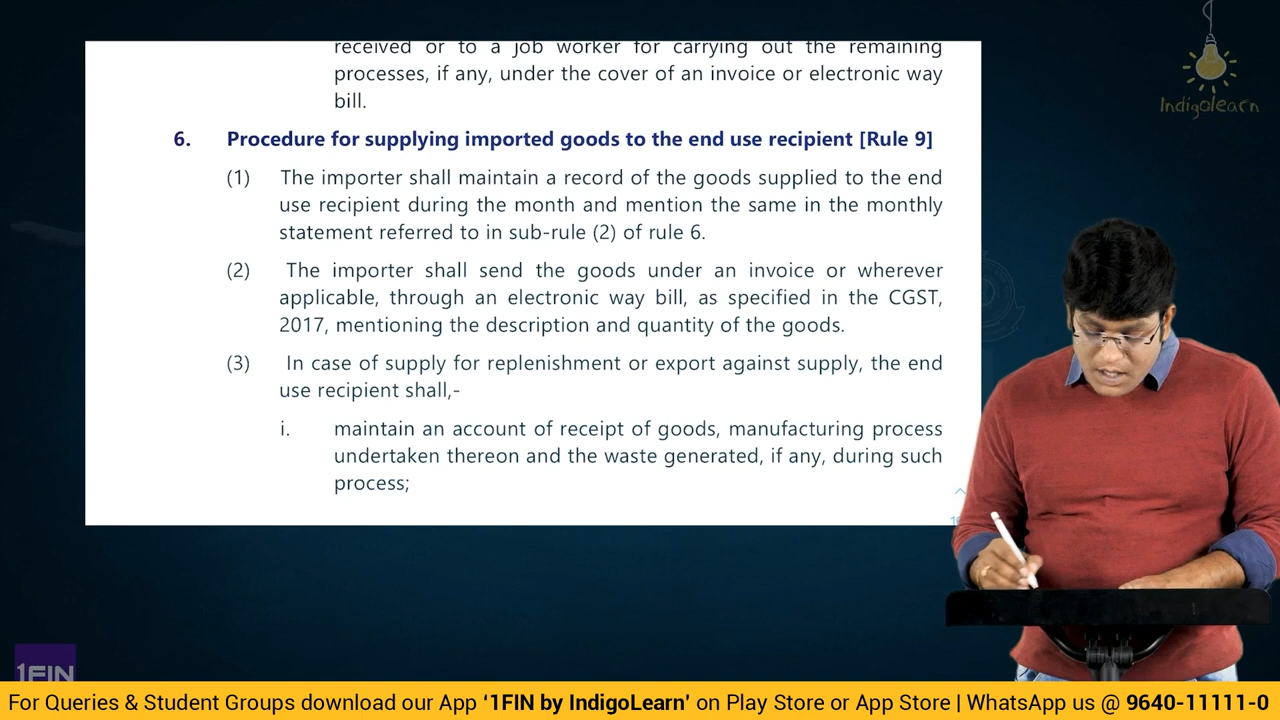 received or to a job worker for carrying out the remaining
processes, if any, under the cover of an invoice or electronic way
bill.
6. Procedure for supplying imported goods to the end use recipient [Rule 9]
(1) The importer shall maintain a record of the goods supplied to the end
use recipient during the month and mention the same in the monthly
statement referred to in sub-rule (2) of rule 6.
(2) The importer shall send the goods under an invoice or wherever
applicable, through an electronic way bill, as specified in the CGST,
2017, mentioning the description and quantity of the goods.
(3) In case of supply for replenishment or export against supply, the end
use recipient shall,-
i. maintain an account of receipt of goods, manufacturing process
undertaken thereon and the waste generated, if any, during such
process;
Indigolearn
1FIN
For Queries & Student Groups download our App ‘1FIN by IndigoLearn’ on Play Store or App Store | WhatsApp us @ 9640-11111-0